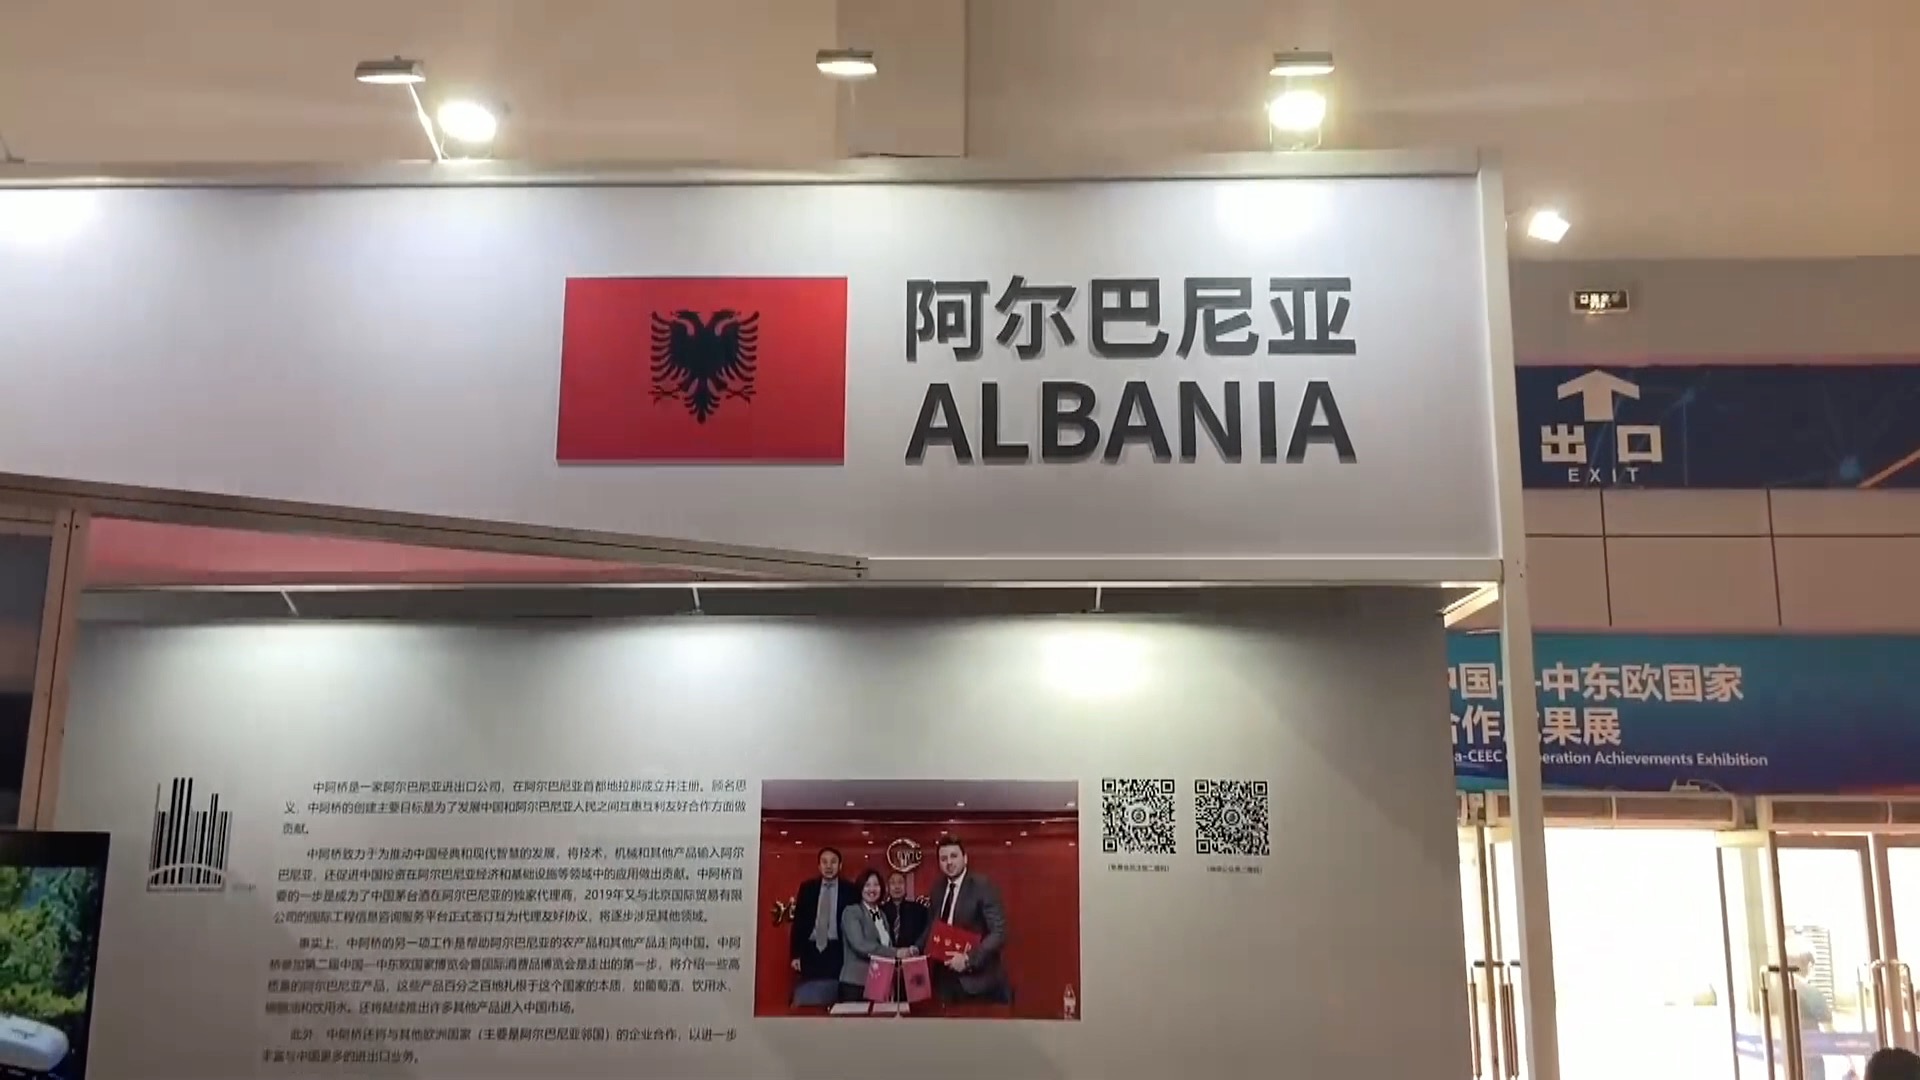 阿尔巴尼亚
ALBANIA
出口
EXIT
中国—中东欧国家
合作成果展
-CEEC
Achievements Exhibition
中阿桥是一家阿尔巴尼亚进出口公司，在阿尔巴尼亚首都地拉那成立并注册。顾名思
义，中阿桥的创建主要目标是为了发展中国和阿尔巴尼亚人民之间互惠互利友好合作方面做
贡献。
中阿桥致力于为推动中国经典和现代智慧的发展，将技术，机械和其他产品输入阿尔
巴尼亚，还促进中国投资在阿尔巴尼亚经济和基础设施等领域中的应用做出贡献。中阿桥首
要的一步是成为了中国茅台酒在阿尔巴尼亚的独家代理商，2019年又与北京国际贸易有限
公司的国际工程信息咨询服务平台正式签订互为代理友好协议，将逐步涉足其他领域。
事实上，中阿桥的另一项工作是帮助阿尔巴尼亚的农产品和其他产品走向中国。中阿
桥参加第二届中国—中东欧国家博览会暨国际消费品博览会是走出的第一步，将介绍一些高
质量的阿尔巴尼亚产品，这些产品百分之百地扎根于这个国家的本质，如葡萄酒，饮用水，
橄榄油和饮用水。还将陆续推出许多其他产品进入中国市场。
此外，中阿桥还将与其他欧洲国家（主要是阿尔巴尼亚邻国）的企业合作，以进一步
丰富与中国更多的进出口业务。